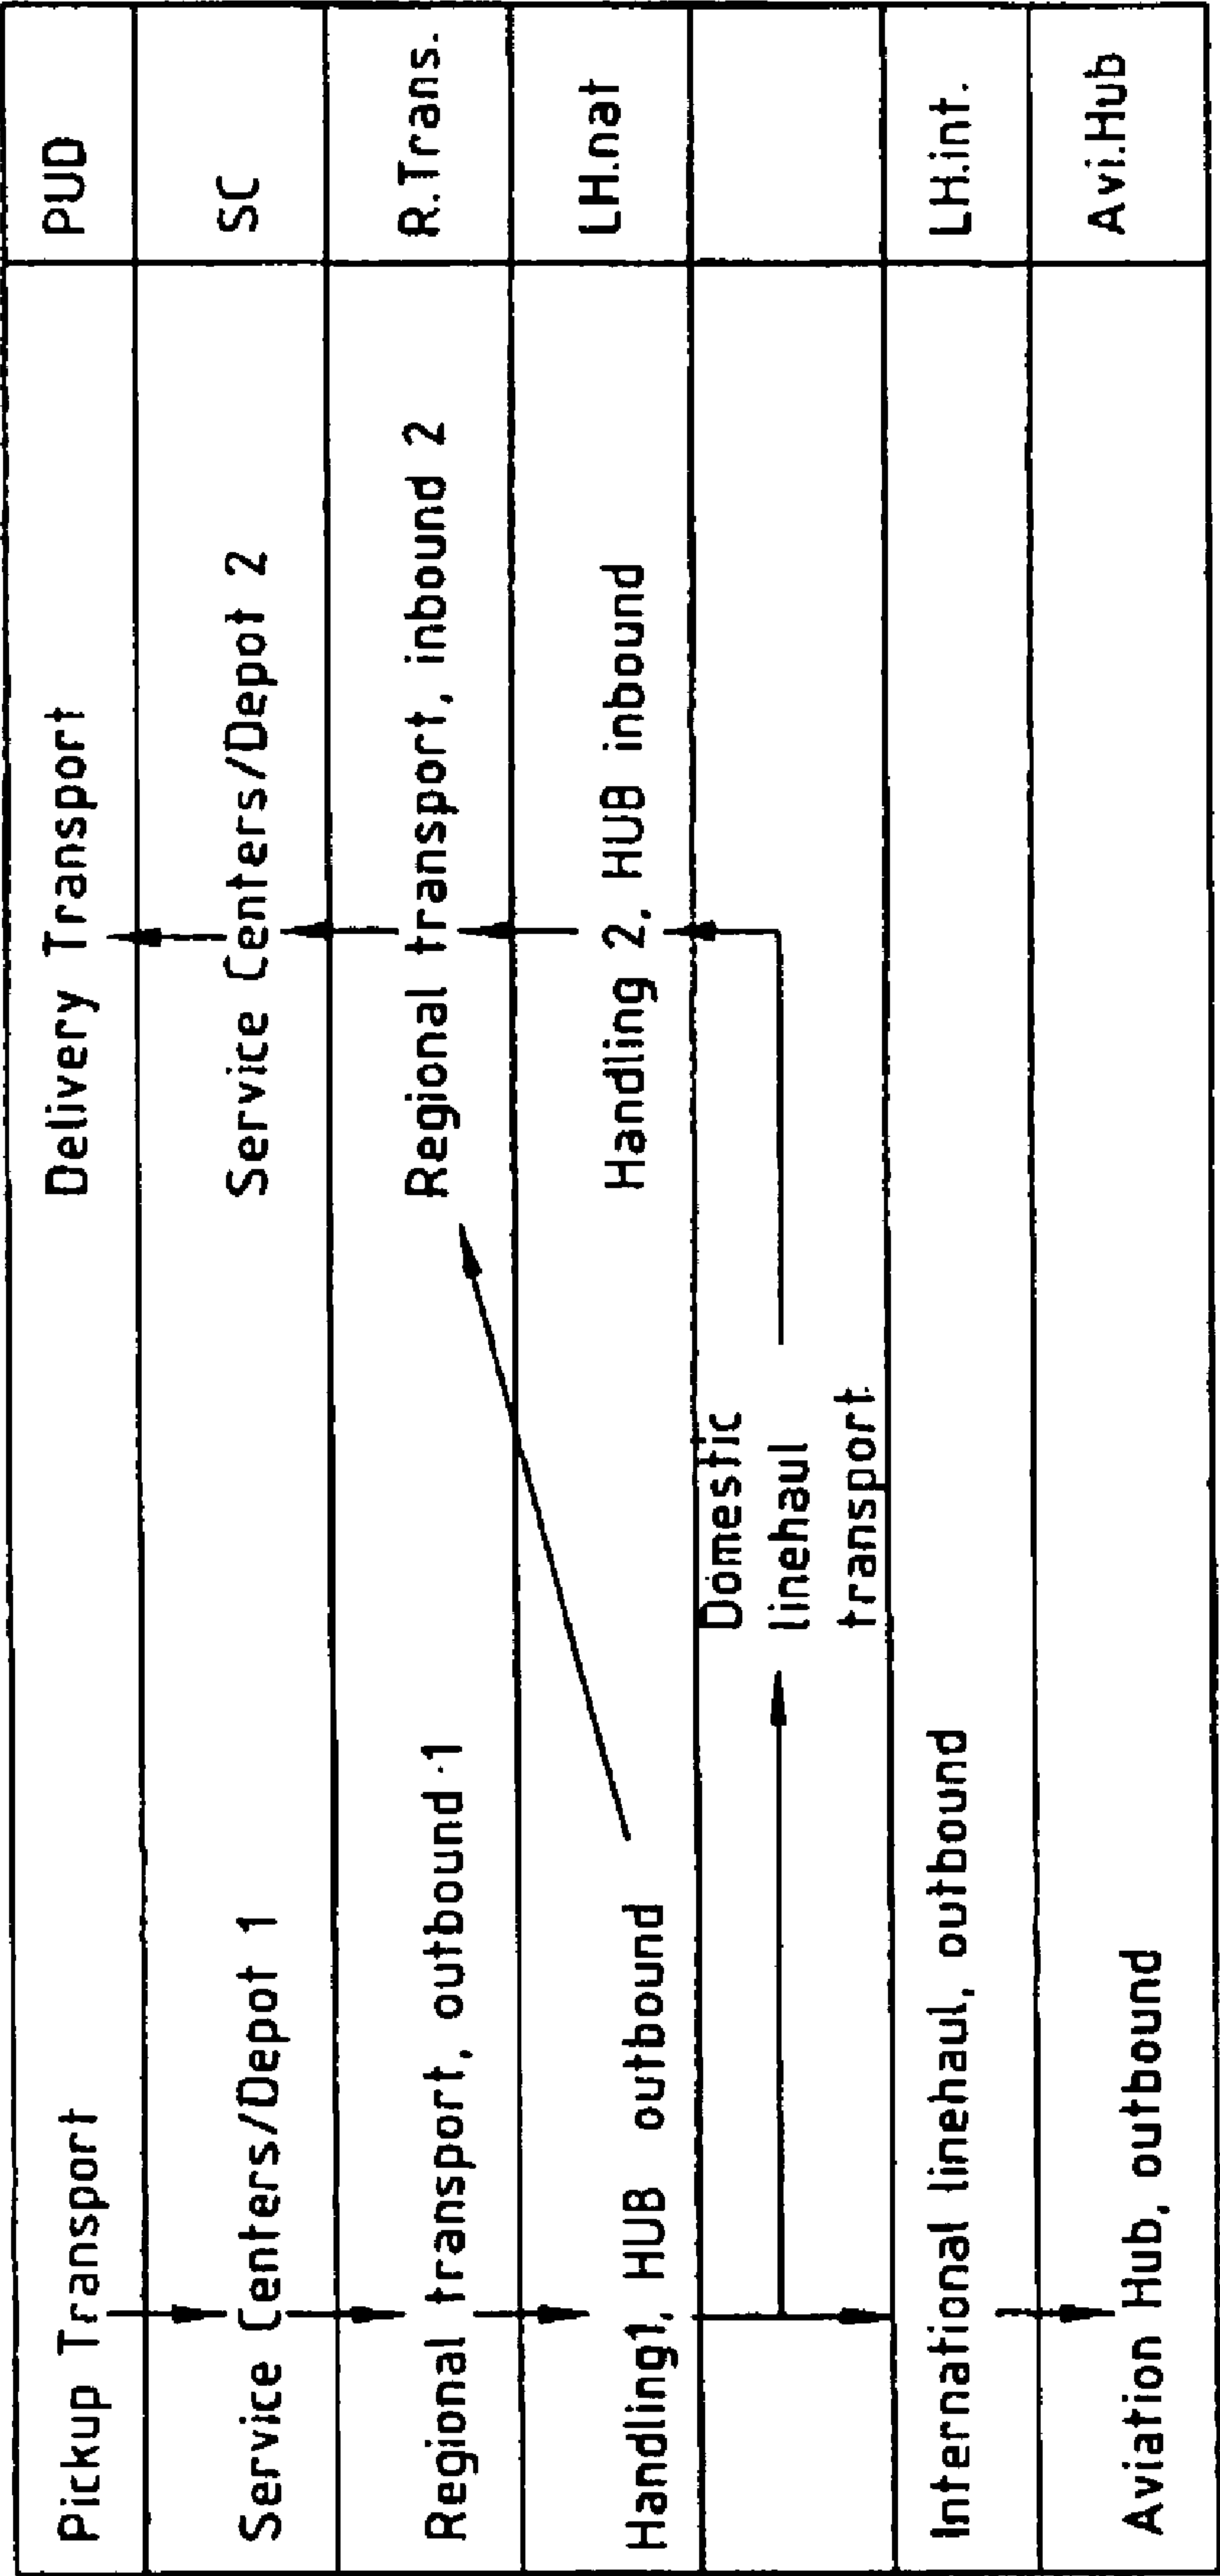 Pickup Transport
Delivery Transport
PUD
Service Centers/Depot 1
Service Centers/Depot 2
SC
Regional transport, outbound 1
Regional transport, inbound 2
R.Trans.
Handling1, HUB outbound
Handling 2, HUB inbound
LH.nat
Domestic
linehaul
transport
International linehaul, outbound
LH.int.
Aviation Hub, outbound
Avi.Hub